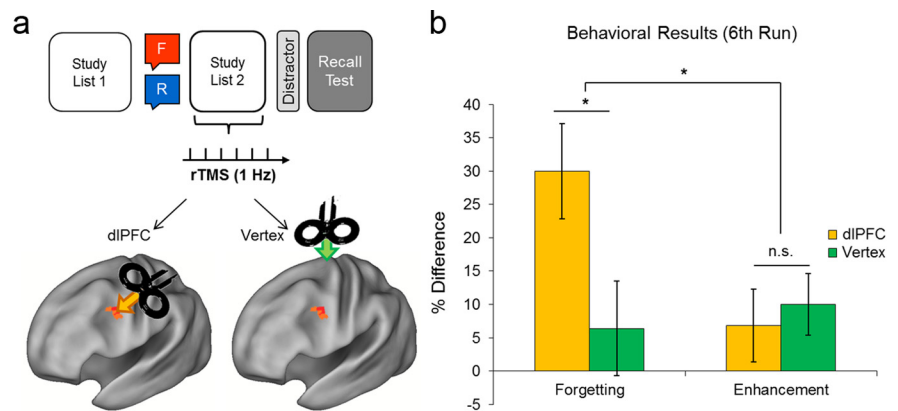 a
Study
List 1
F
R
Study
List 2
Distractor
Recall
Test
rTMS (1 Hz)
dlPFC
Vertex
b
Behavioral Results (6th Run)
*
*
n.s.
% Difference
40
35
30
25
20
15
10
5
0
-5
Forgetting
Enhancement
dlPFC
Vertex